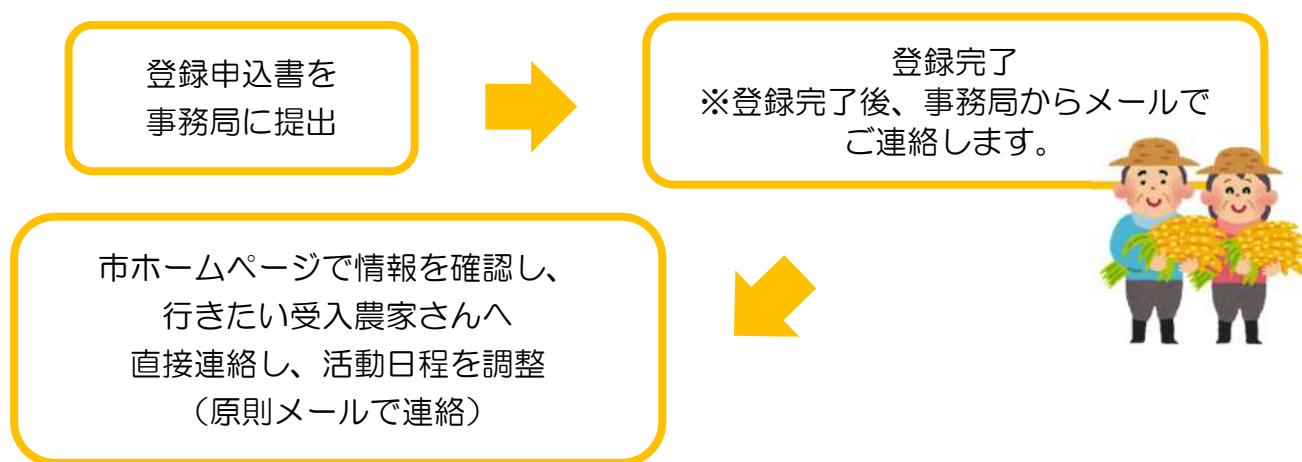 登録申込書を
事務局に提出
登録完了
※登録完了後、事務局からメールで
ご連絡します。
市ホームページで情報を確認し、
行きたい受入農家さんへ
直接連絡し、活動日程を調整
（原則メールで連絡）